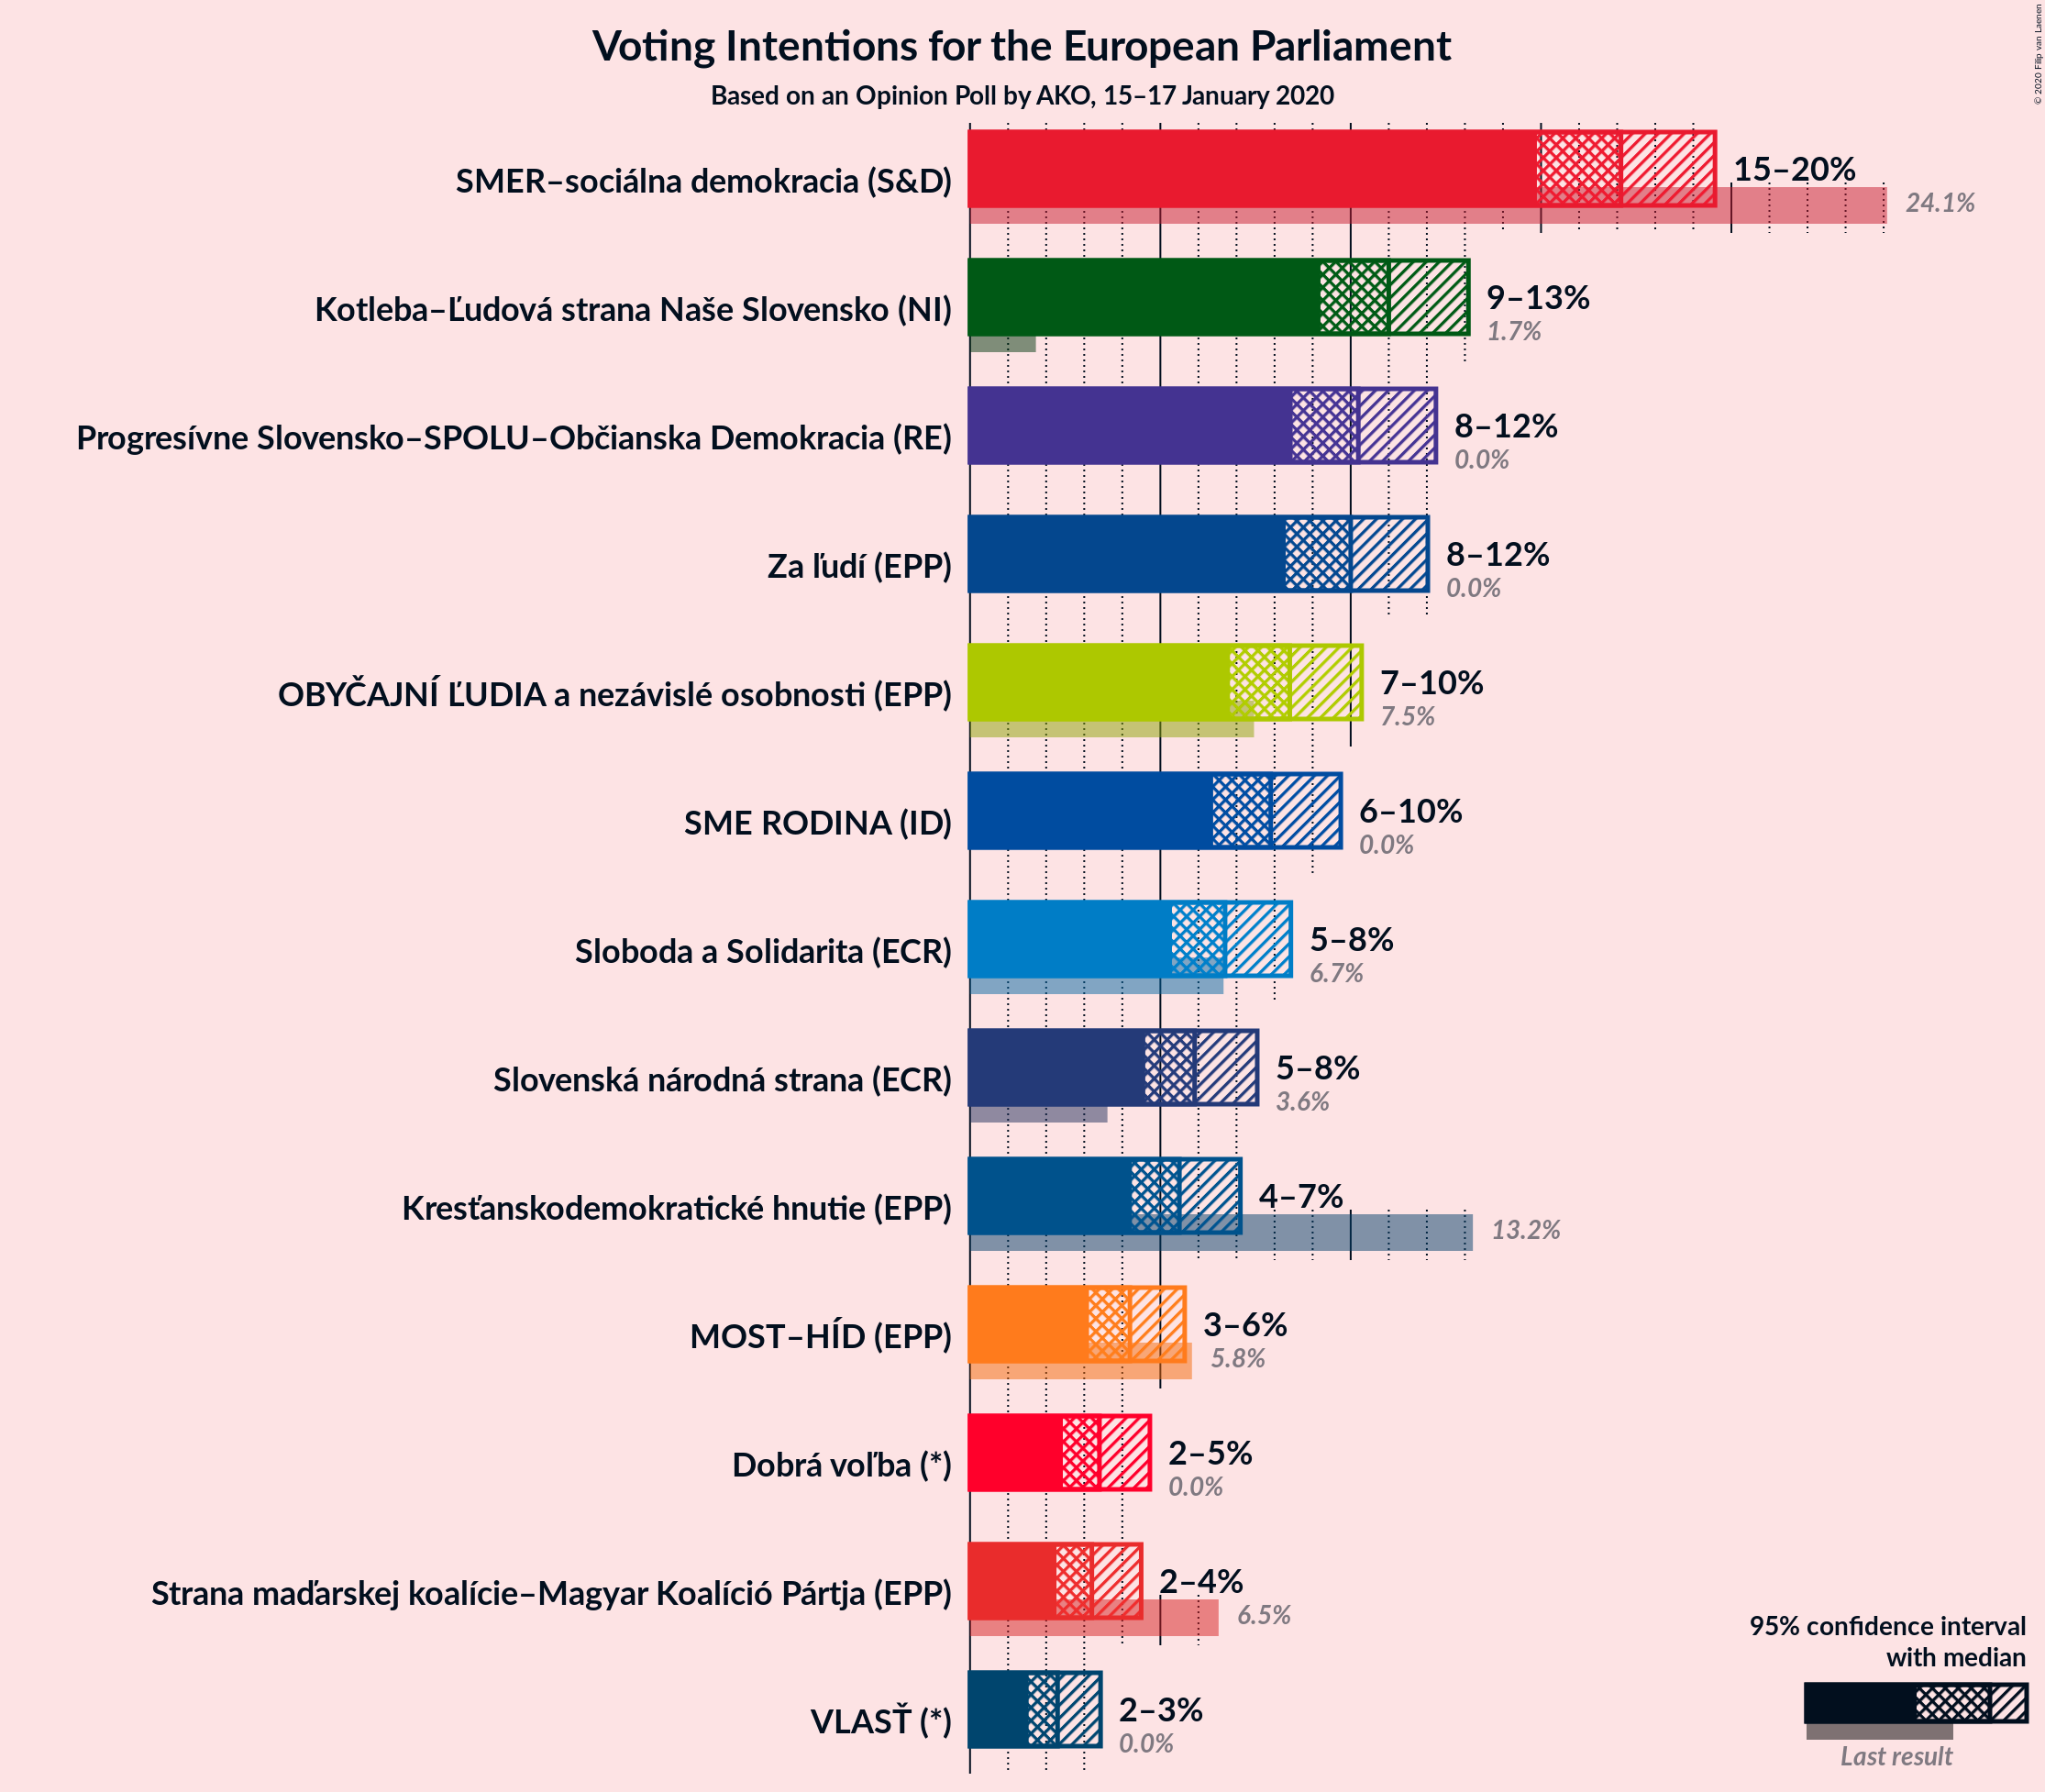 © 2020 Filip van Laenen
Voting Intentions for the European Parliament
Based on an Opinion Poll by AKO, 15–17 January 2020
SMER–sociálna demokracia (S&D)
15–20%
24.1%
Kotleba–Ľudová strana Naše Slovensko (NI)
9–13%
1.7%
Progresívne Slovensko–SPOLU–Občianska Demokracia (RE)
8–12%
0.0%
Za ľudí (EPP)
8–12%
0.0%
OBYČAJNÍ ĽUDIA a nezávislé osobnosti (EPP)
7–10%
7.5%
SME RODINA (ID)
6–10%
0.0%
Sloboda a Solidarita (ECR)
5–8%
6.7%
Slovenská národná strana (ECR)
5–8%
3.6%
Kresťanskodemokratické hnutie (EPP)
4–7%
13.2%
MOST–HÍD (EPP)
3–6%
5.8%
Dobrá voľba (*)
2–5%
0.0%
Strana maďarskej koalície–Magyar Koalíció Pártja (EPP)
2–4%
6.5%
VLASŤ (*)
2–3%
0.0%
95% confidence interval
with median
Last result